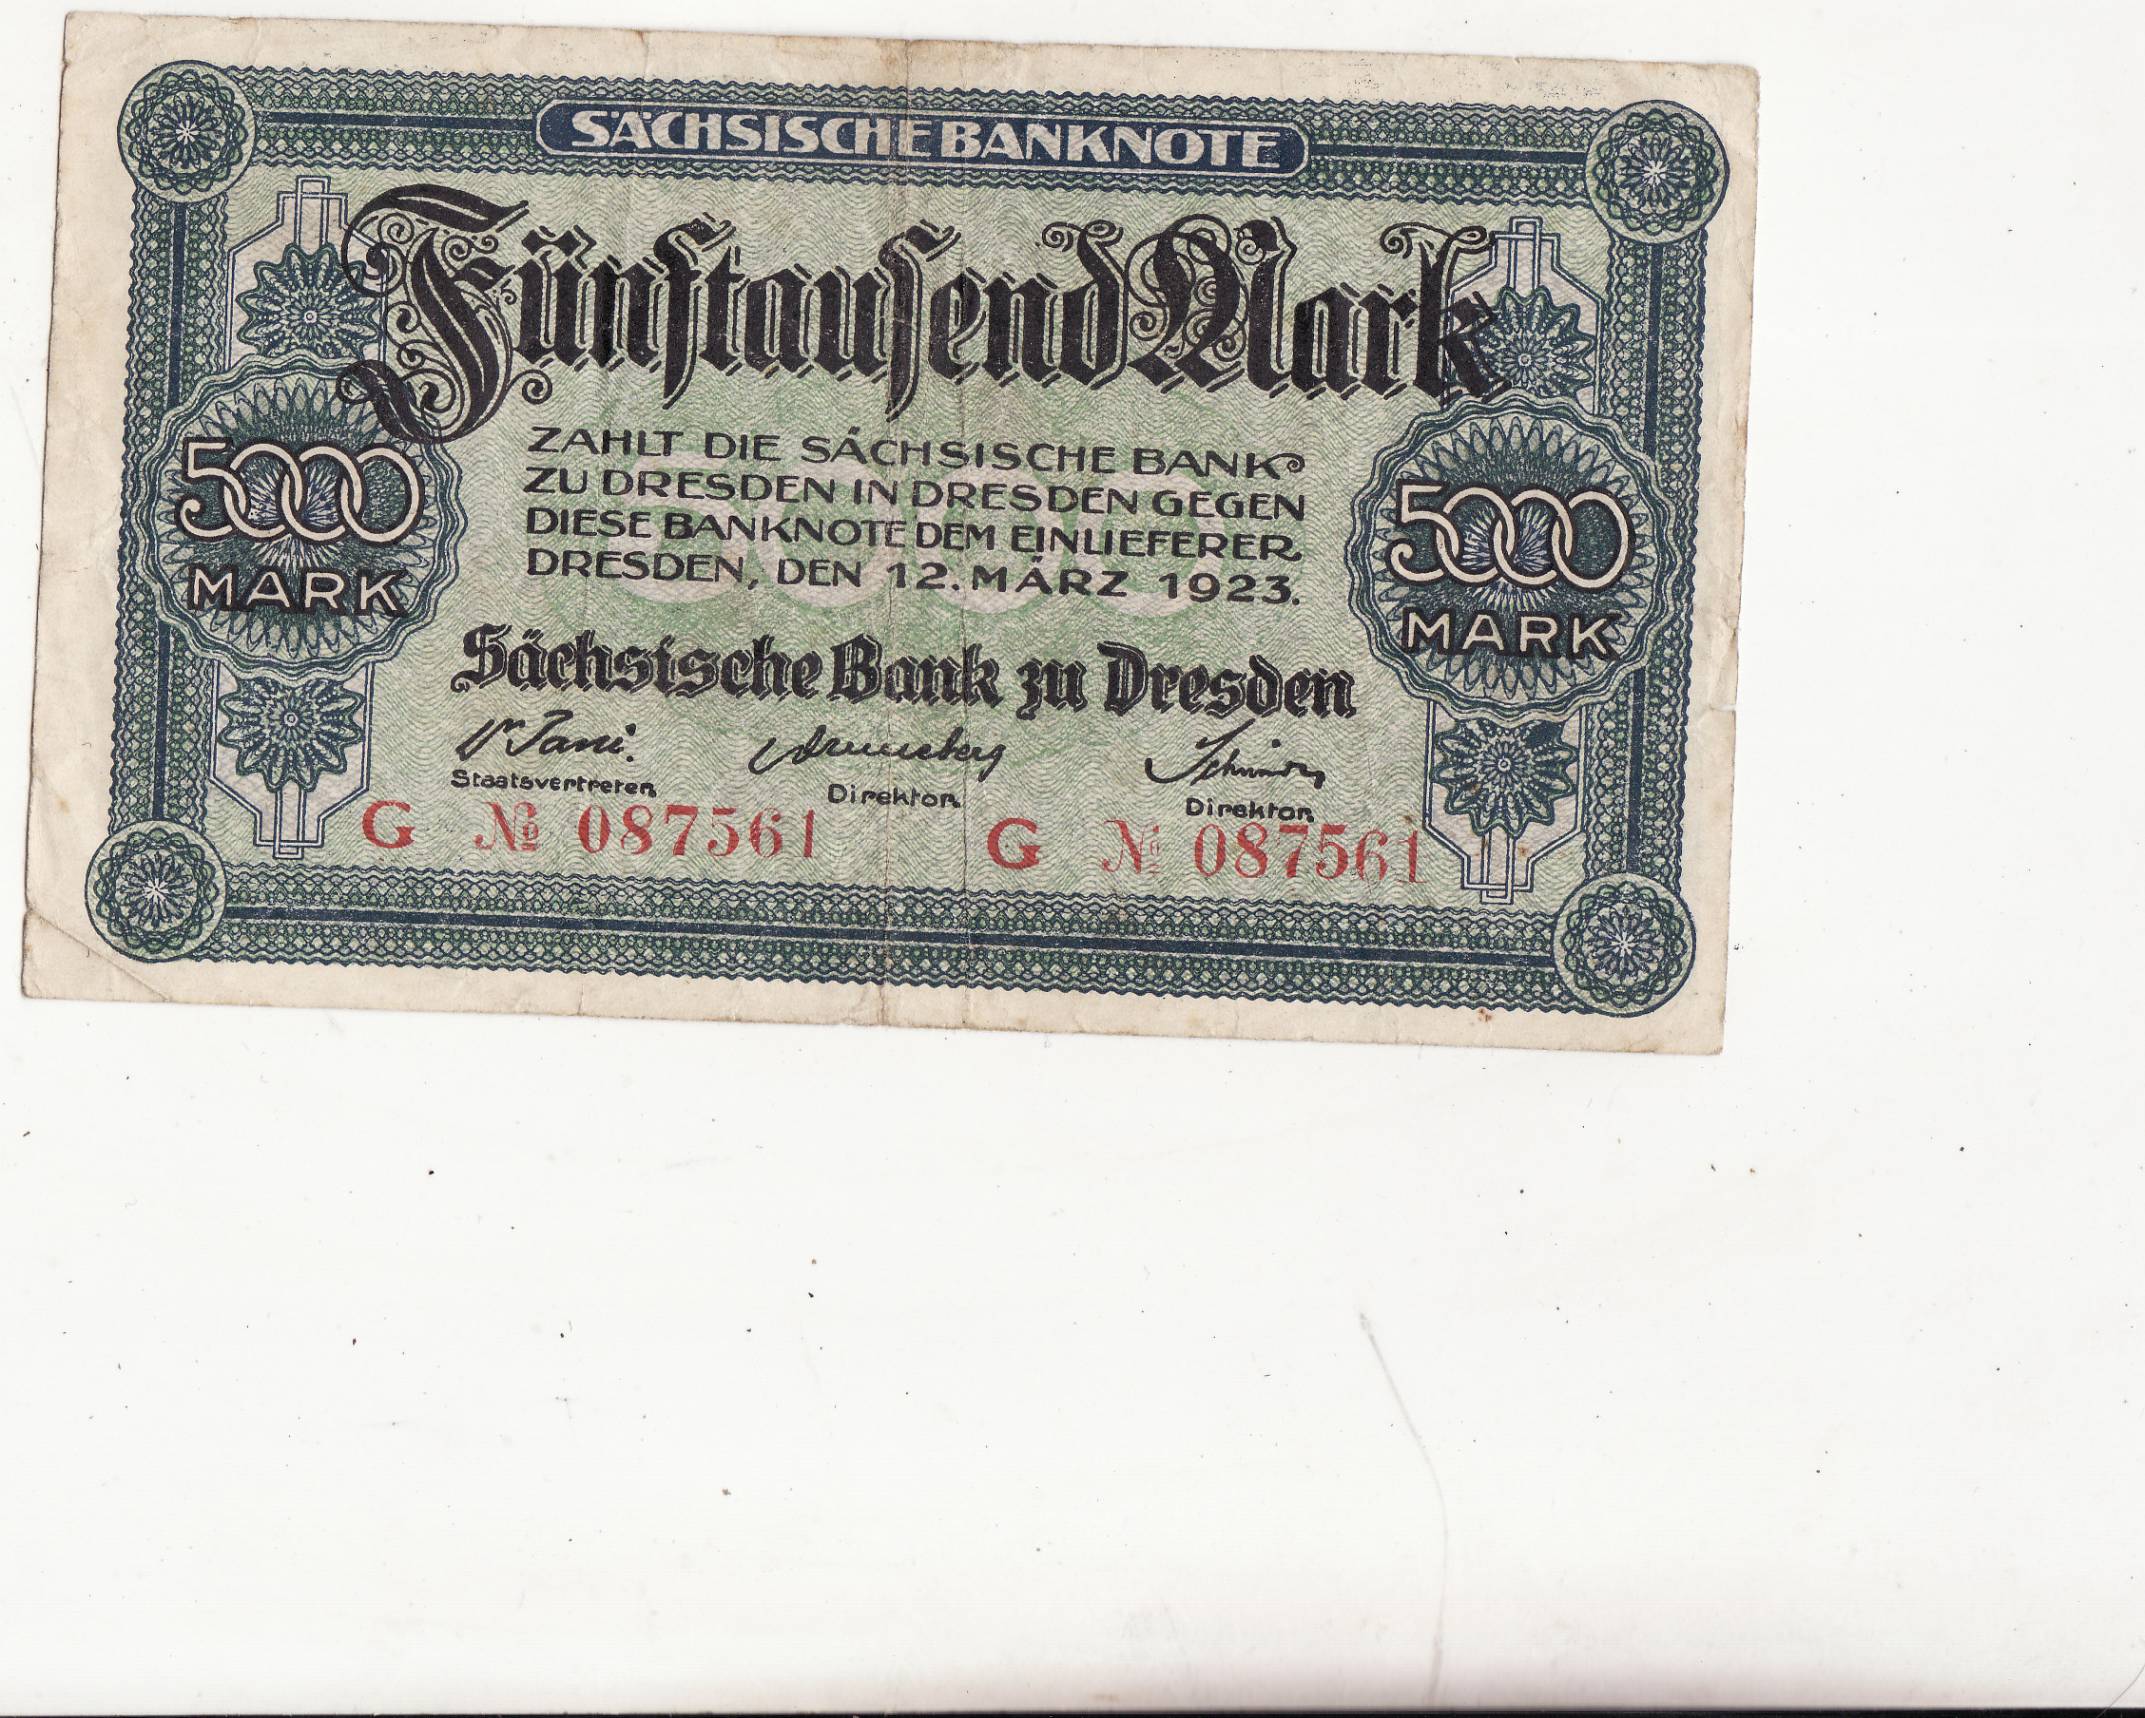 SÄCHSISCHE BANKNOTE
Fünftausend Mark
5000
MARK
5000
MARK
ZAHLT DIE SÄCHSISCHE BANK
ZU DRESDEN IN DRESDEN GEGEN
DIESE BANKNOTE DEM EINLIEFERER
DRESDEN, DEN 12. MÄRZ 1923.
Sächsische Bank zu Dresden
Staatsvertreter
Direktor
Direktor
G № 087561 G № 087561